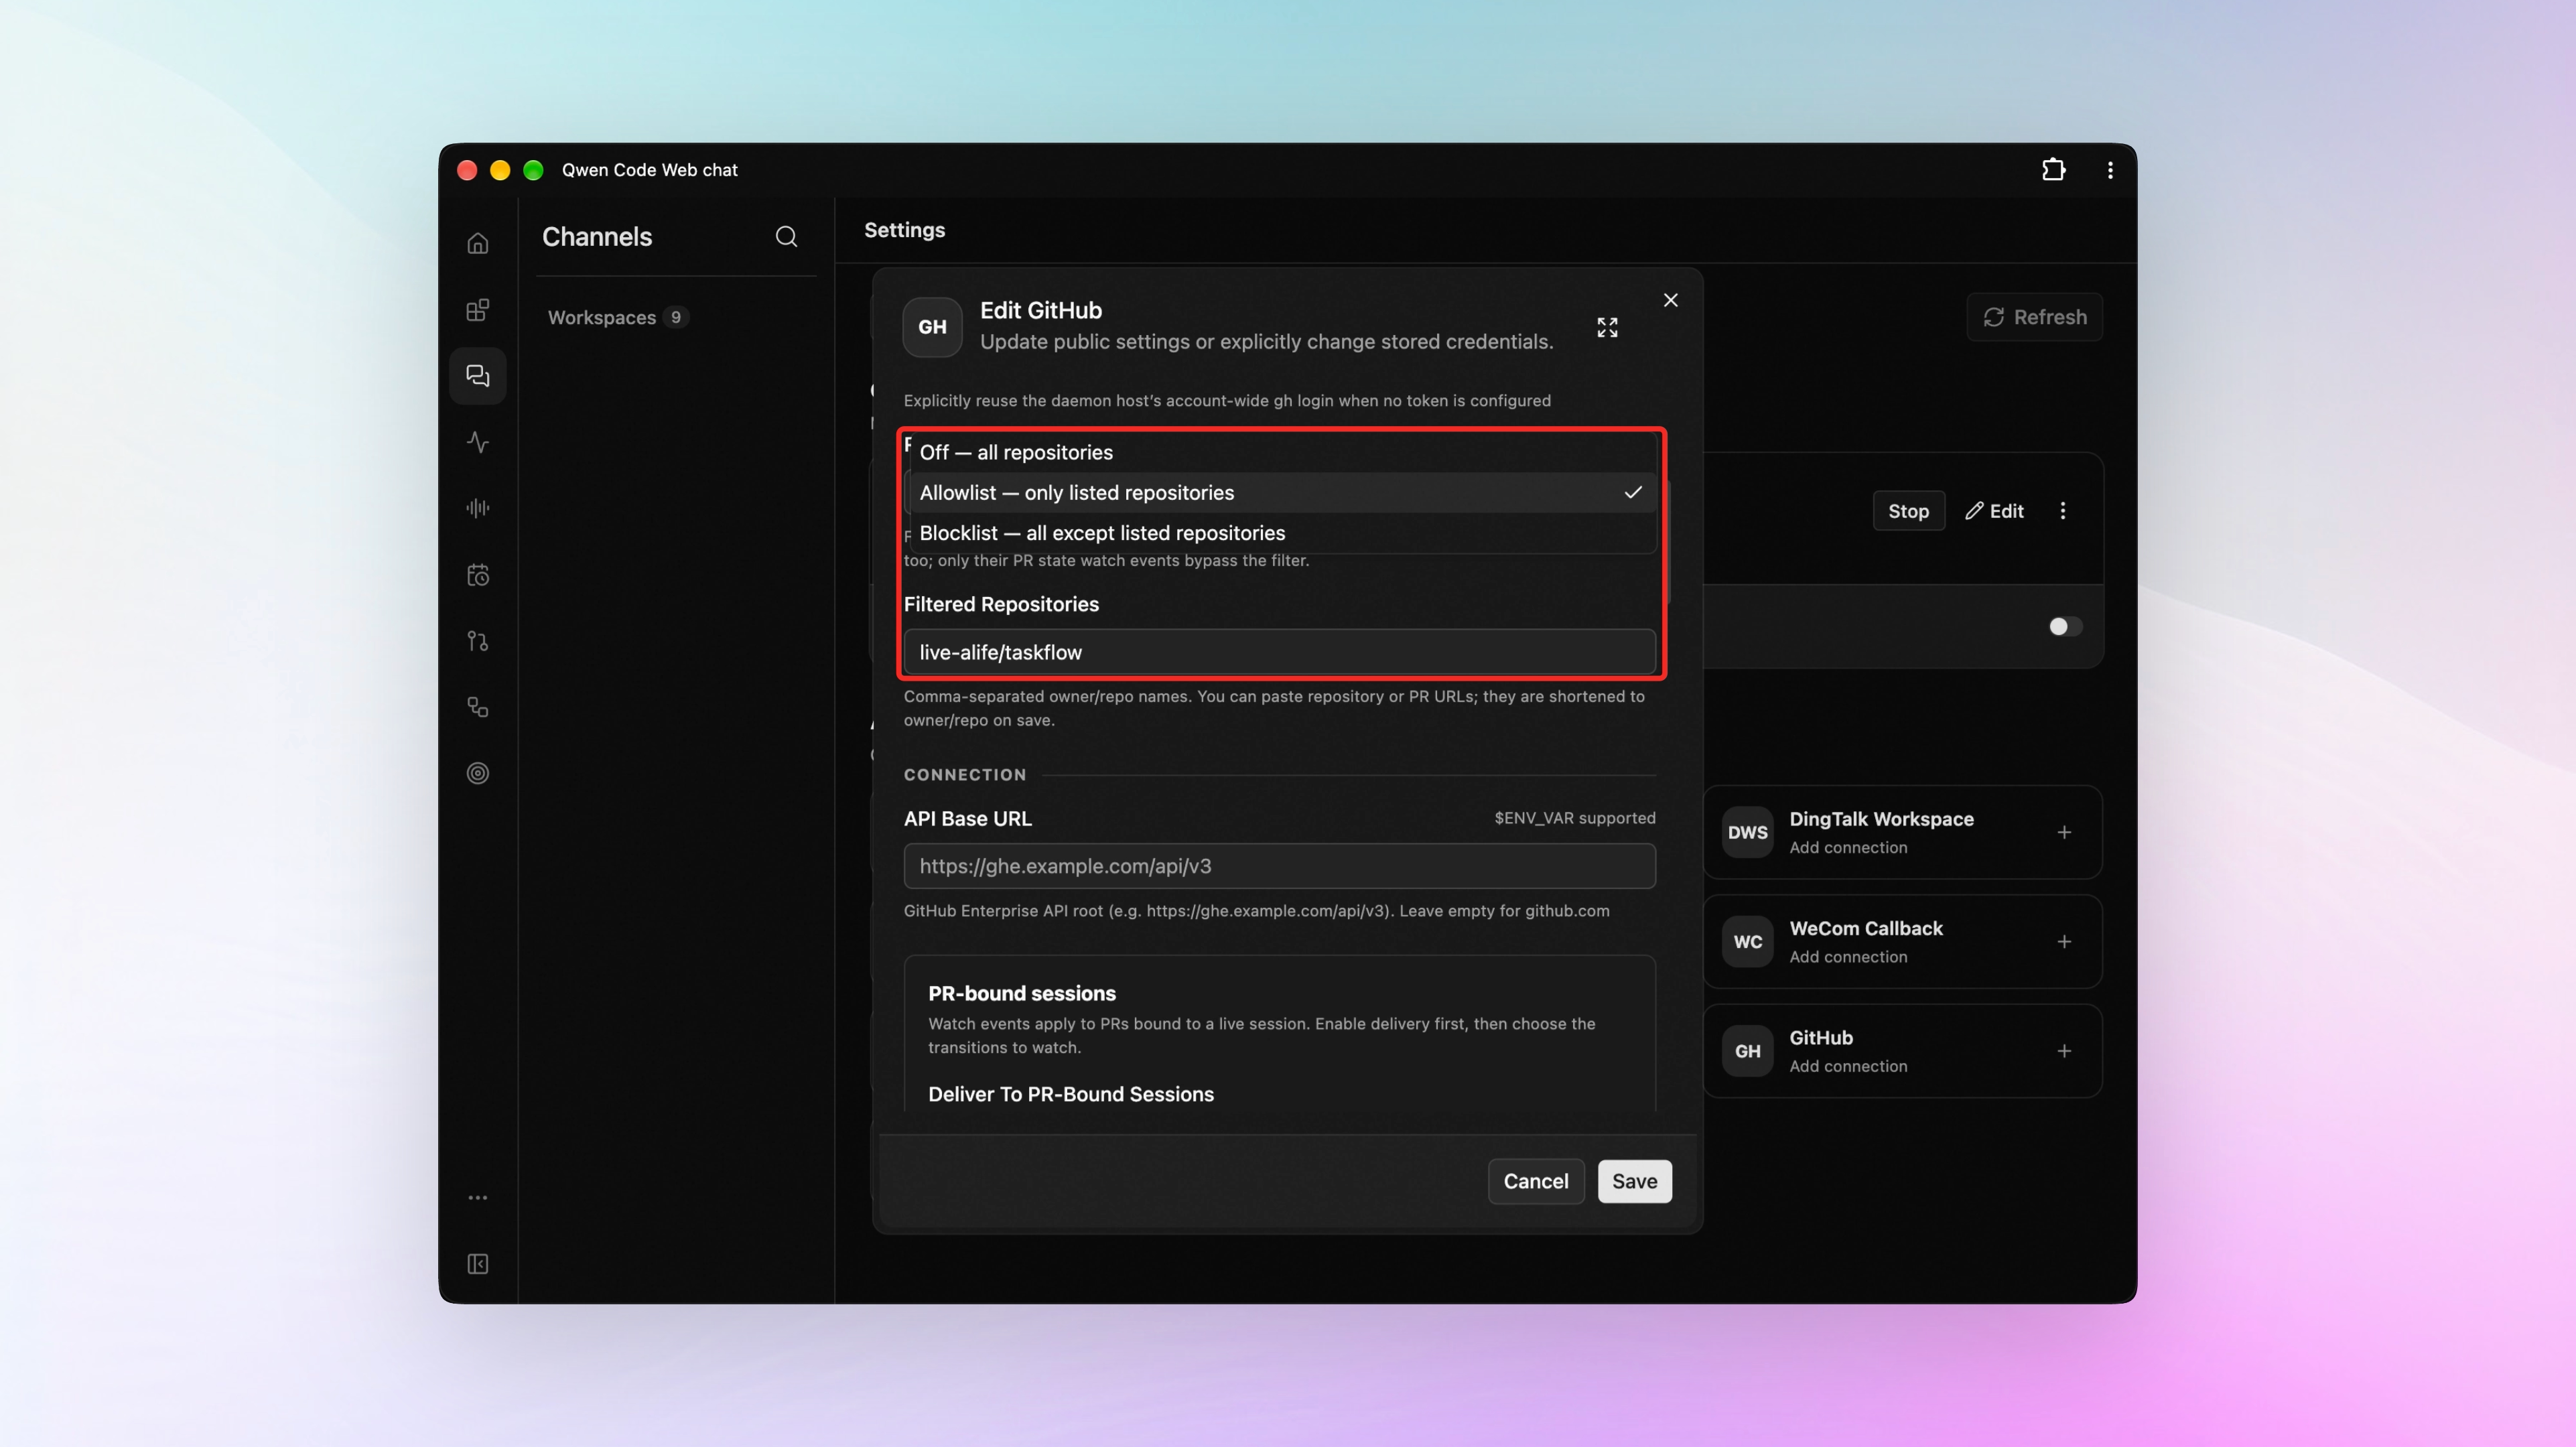 Qwen Code Web chat
Channels
Workspaces 9
Settings
Refresh
GH
Edit GitHub
Update public settings or explicitly change stored credentials.
Explicitly reuse the daemon host's account-wide gh login when no token is configured
Off — all repositories
Allowlist — only listed repositories
Blocklist — all except listed repositories
too; only their PR state watch events bypass the filter.
Filtered Repositories
live-alife/taskflow
Comma-separated owner/repo names. You can paste repository or PR URLs; they are shortened to
owner/repo on save.
CONNECTION
API Base URL
$ENV_VAR supported
https://ghe.example.com/api/v3
GitHub Enterprise API root (e.g. https://ghe.example.com/api/v3). Leave empty for github.com
PR-bound sessions
Watch events apply to PRs bound to a live session. Enable delivery first, then choose the
transitions to watch.
Deliver To PR-Bound Sessions
Cancel
Save
Stop
Edit
DWS
DingTalk Workspace
Add connection
WC
WeCom Callback
Add connection
GH
GitHub
Add connection